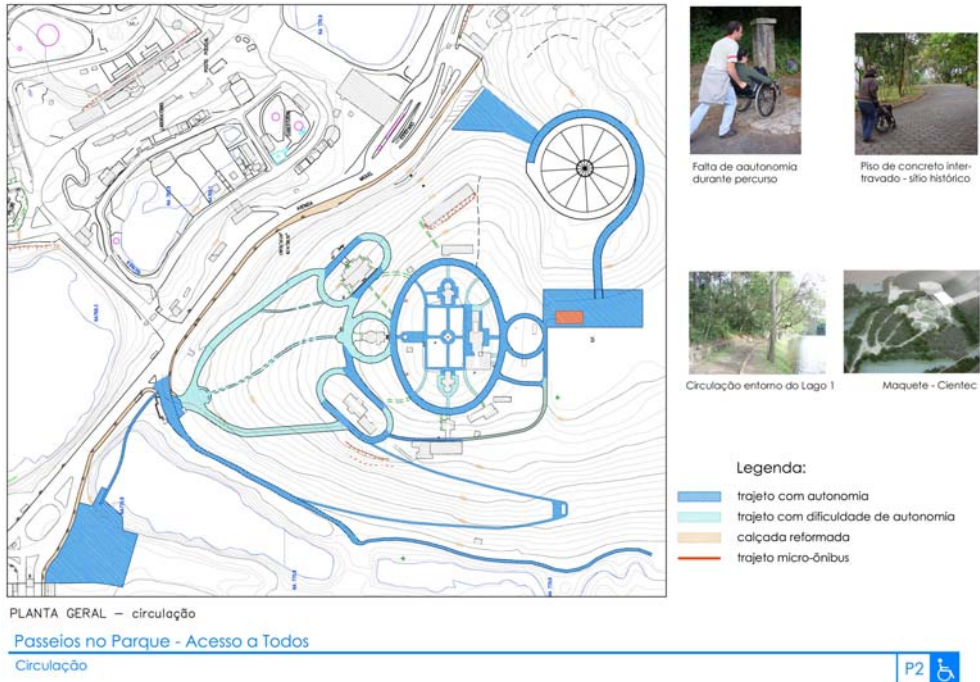 Falta de aautonomia
durante percurso
Piso de concreto inter-
travado - sítio histórico
Circulação entorno do Lago 1
Maquete - Cientec
Legenda:
trajeto com autonomia
trajeto com dificuldade de autonomia
calçada reformada
trajeto micro-ônibus
AVENIDA
MIGUEL
PLANTA GERAL – circulação
Passeios no Parque - Acesso a Todos
Circulação
P2